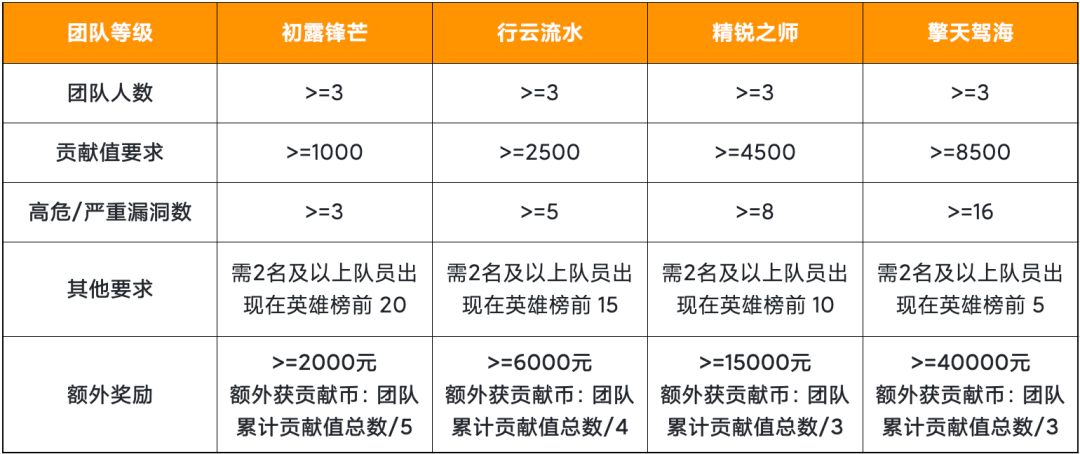 团队等级 初露锋芒 行云流水 精锐之师 擎天驾海
团队人数 >=3 >=3 >=3 >=3
贡献值要求 >=1000 >=2500 >=4500 >=8500
高危/严重漏洞数 >=3 >=5 >=8 >=16
其他要求
需2名及以上队员出
现在英雄榜前 20
需2名及以上队员出
现在英雄榜前 15
需2名及以上队员出
现在英雄榜前 10
需2名及以上队员出
现在英雄榜前 5
额外奖励
>=2000元
额外获贡献币：团队
累计贡献值总数/5
>=6000元
额外获贡献币：团队
累计贡献值总数/4
>=15000元
额外获贡献币：团队
累计贡献值总数/3
>=40000元
额外获贡献币：团队
累计贡献值总数/3